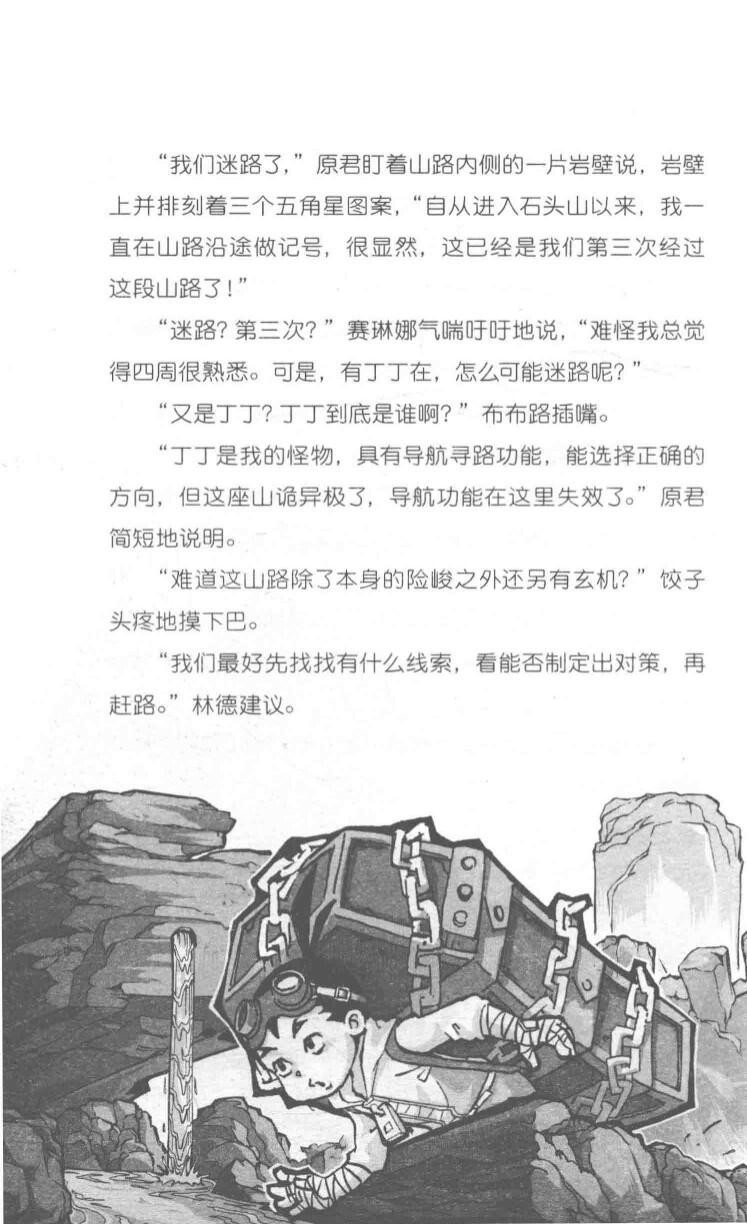 “我们迷路了，”原君盯着山路内侧的一片岩壁说，岩壁
上并排刻着三个五角星图案，“自从进入石头山以来，我一
直在山路沿途做记号，很显然，这已经是我们第三次经过
这段山路了！”
“迷路？第三次？”赛琳娜气喘吁吁地说，“难怪我总觉
得四周很熟悉。可是，有丁丁在，怎么可能迷路呢？”
“又是丁丁？丁丁到底是谁啊？”布布路插嘴。
“丁丁是我的怪物，具有导航寻路功能，能选择正确的
方向，但这座山诡异极了，导航功能在这里失效了。”原君
简短地说明。
“难道这山路除了本身的险峻之外还另有玄机？”饺子
头疼地摸下巴。
“我们最好先找找有什么线索，看能否制定出对策，再
赶路。”林德建议。